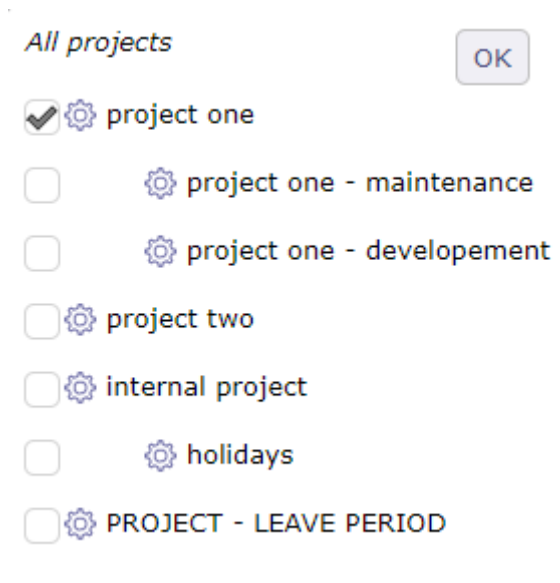 All projects
OK
project one
project one - maintenance
project one - developement
project two
internal project
holidays
PROJECT - LEAVE PERIOD